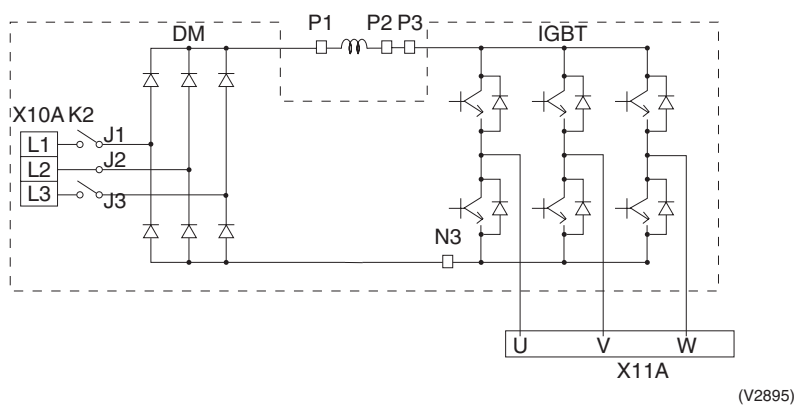 P1 P2 P3
DM IGBT
X10A K2
J1
L1
J2
L2
L3
J3
N3
U V W
X11A
(V2895)